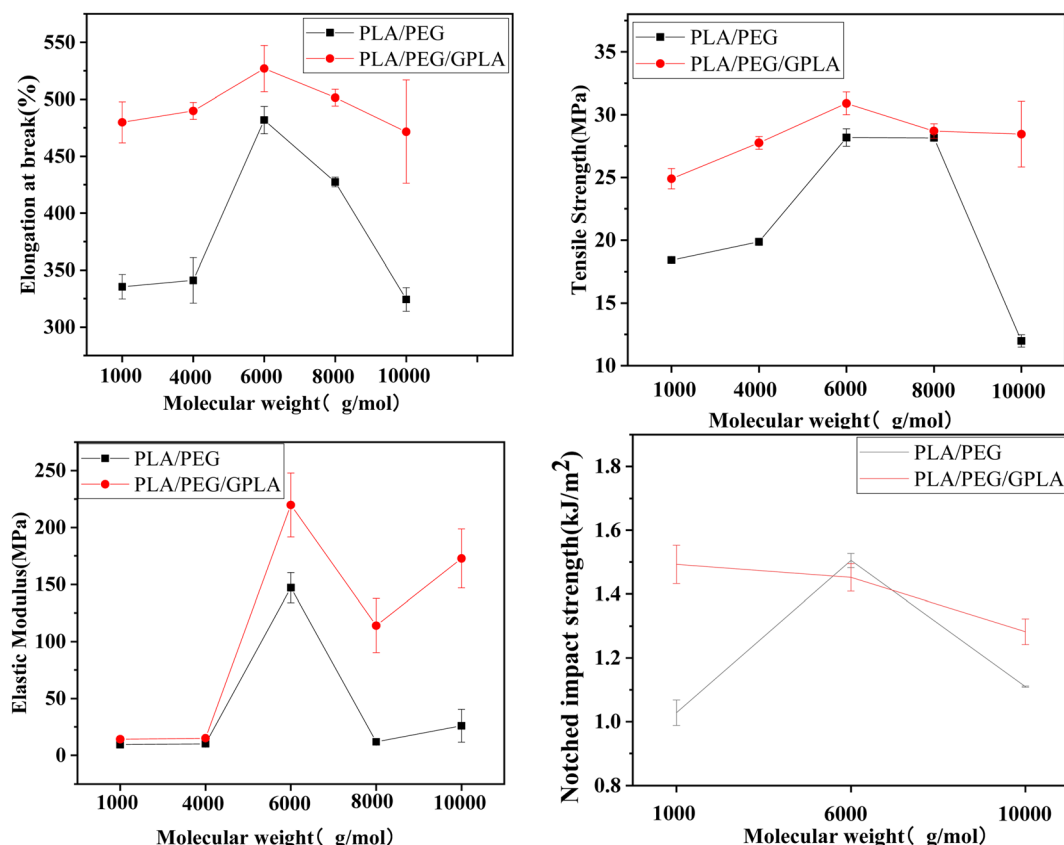 PLA/PEG
PLA/PEG/GPLA
Elongation at break(%)
550
500
450
400
350
300
1000 4000 6000 8000 10000
Molecular weight( g/mol)
PLA/PEG
PLA/PEG/GPLA
Tensile Strength(MPa)
35
30
25
20
15
10
1000 4000 6000 8000 10000
Molecular weight( g/mol)
PLA/PEG
PLA/PEG/GPLA
Elastic Modulus(MPa)
250
200
150
100
50
0
1000 4000 6000 8000 10000
Molecular weight( g/mol)
PLA/PEG
PLA/PEG/GPLA
Notched impact strength(kJ/m²)
1.8
1.6
1.4
1.2
1.0
0.8
1000 6000 10000
Molecular weight( g/mol)